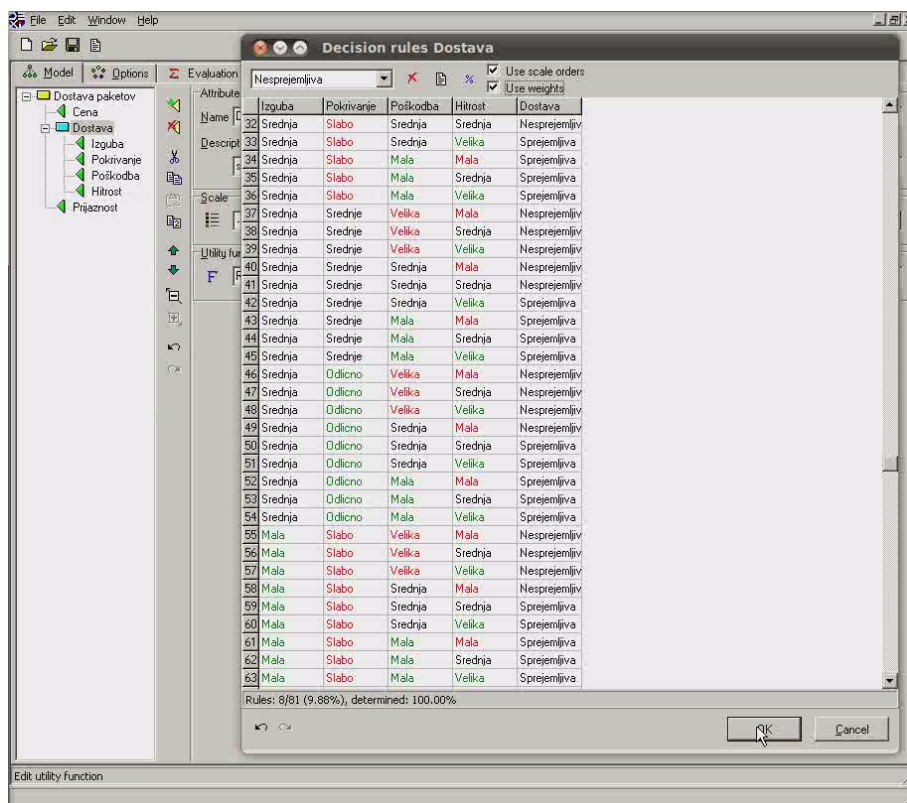 File Edit Window Help
Decision rules Dostava
Model Options Evaluation
Nesprejemljiva
%
Use scale orders
Use weights
Dostava paketov
Cena
Dostava
Izguba
Pokrivanje
Poškodba
Hitrost
Prijaznost
Attribute
Name
Descript
Scale
Utility fur
F
Izguba Pokrivanje Poškodba Hitrost Dostava
32 Srednja Slabo Srednja Srednja Nesprejemljiv
33 Srednja Slabo Srednja Velika Sprejemljiva
34 Srednja Slabo Mala Mala Sprejemljiva
35 Srednja Slabo Mala Srednja Sprejemljiva
36 Srednja Slabo Mala Velika Sprejemljiva
37 Srednja Srednje Velika Mala Nesprejemljiv
38 Srednja Srednje Velika Srednja Nesprejemljiv
39 Srednja Srednje Velika Velika Nesprejemljiv
40 Srednja Srednje Srednja Mala Nesprejemljiv
41 Srednja Srednje Srednja Srednja Nesprejemljiv
42 Srednja Srednje Srednja Velika Sprejemljiva
43 Srednja Srednje Mala Mala Sprejemljiva
44 Srednja Srednje Mala Srednja Sprejemljiva
45 Srednja Srednje Mala Velika Sprejemljiva
46 Srednja Odlicno Velika Mala Nesprejemljiv
47 Srednja Odlicno Velika Srednja Nesprejemljiv
48 Srednja Odlicno Velika Velika Nesprejemljiv
49 Srednja Odlicno Srednja Mala Nesprejemljiv
50 Srednja Odlicno Srednja Srednja Sprejemljiva
51 Srednja Odlicno Srednja Velika Sprejemljiva
52 Srednja Odlicno Mala Mala Sprejemljiva
53 Srednja Odlicno Mala Srednja Sprejemljiva
54 Srednja Odlicno Mala Velika Sprejemljiva
55 Mala Slabo Velika Mala Nesprejemljiv
56 Mala Slabo Velika Srednja Nesprejemljiv
57 Mala Slabo Velika Velika Nesprejemljiv
58 Mala Slabo Srednja Mala Nesprejemljiv
59 Mala Slabo Srednja Srednja Sprejemljiva
60 Mala Slabo Srednja Velika Sprejemljiva
61 Mala Slabo Mala Mala Sprejemljiva
62 Mala Slabo Mala Srednja Sprejemljiva
63 Mala Slabo Mala Velika Sprejemljiva
Rules: 8/81 (9.88%), determined: 100.00%
OK Cancel
Edit utility function